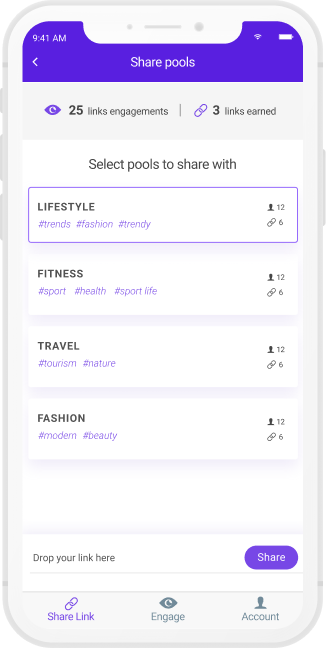 9:41 AM
Share pools
25 links engagements | 3 links earned
Select pools to share with
LIFESTYLE
12
#trends #fashion #trendy
6
FITNESS
12
#sport #health #sport life
6
TRAVEL
12
#tourism #nature
6
FASHION
12
#modern #beauty
6
Drop your link here Share
Share Link Engage Account